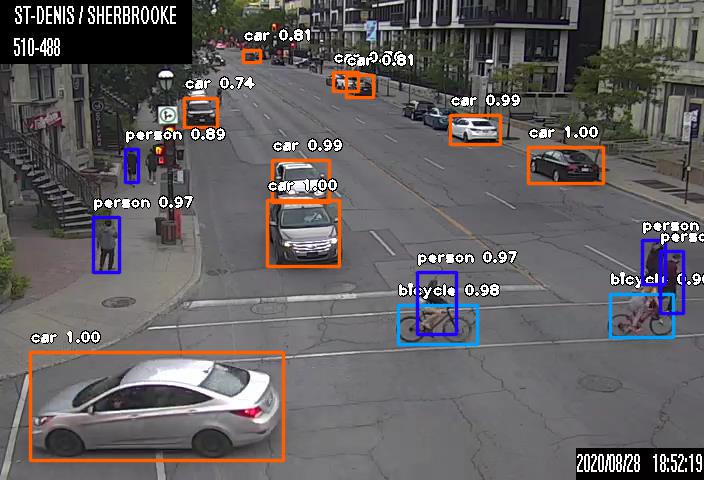 ST-DENIS / SHERBROOKE
510-488
car 0.81
car 0.81
car 0.74
car 0.99
person 0.89
car 1.00
car 0.99
car 1.00
person 0.97
person
person 0.97
bicycle 0.98
bicycle
car 1.00
2020/08/28 18:52:19